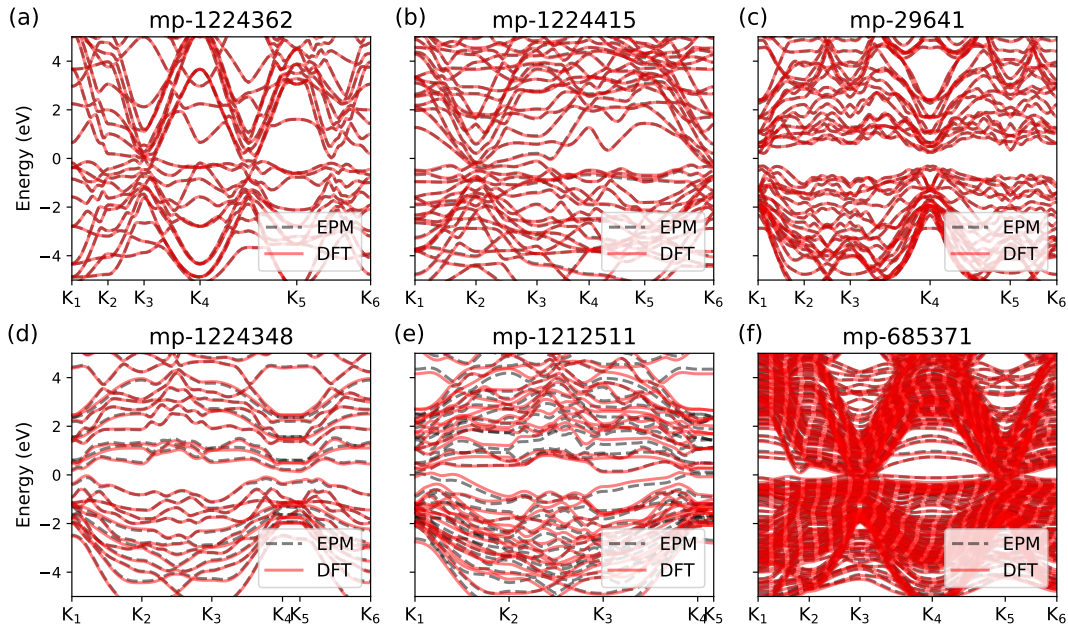 (a) mp-1224362
(b) mp-1224415
(c) mp-29641
Energy (eV)
4
2
0
−2
−4
EPM
DFT
EPM
DFT
EPM
DFT
K₁ K₂ K₃ K₄ K₅ K₆
K₁ K₂ K₃ K₄ K₅ K₆
K₁ K₂ K₃ K₄ K₅ K₆
(d) mp-1224348
(e) mp-1212511
(f) mp-685371
Energy (eV)
4
2
0
−2
−4
EPM
DFT
EPM
DFT
EPM
DFT
K₁ K₂ K₃ K₄ K₅ K₆
K₁ K₂ K₃ K₄ K₅
K₁ K₂ K₃ K₄ K₅ K₆